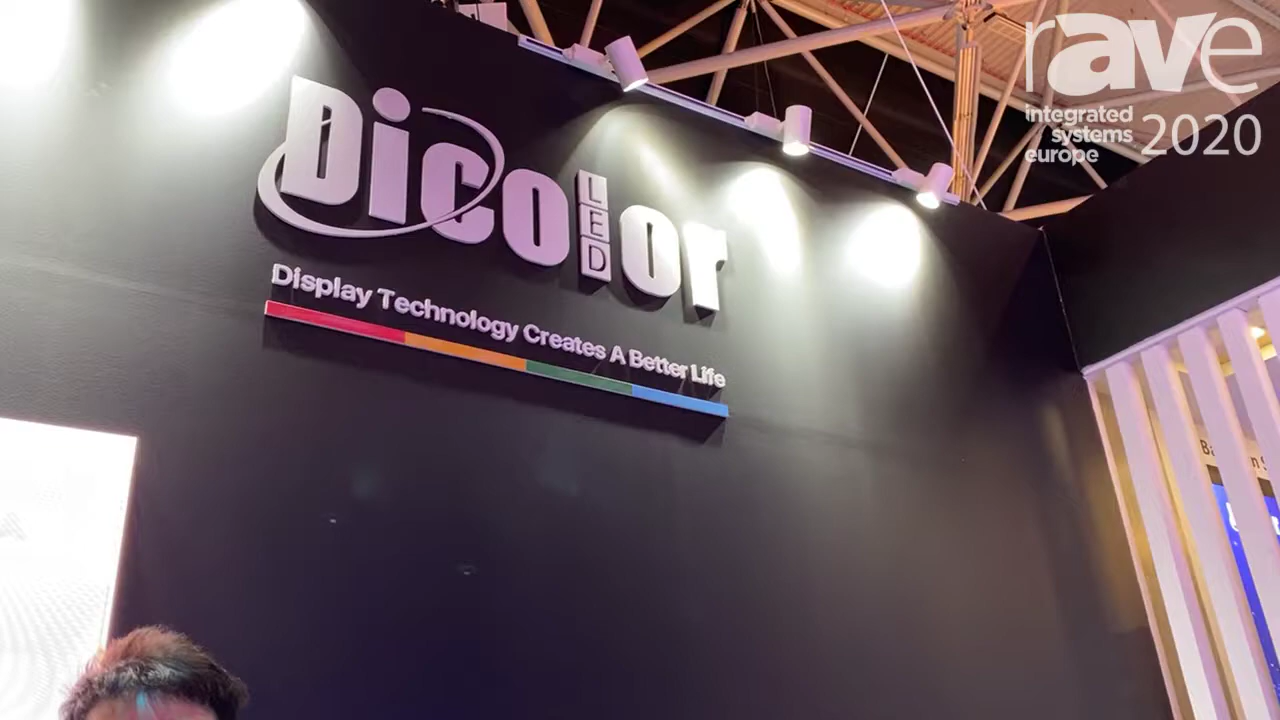 rave
integrated
systems
europe
2020
Dicolor
LED
Display Technology Creates A Better Life